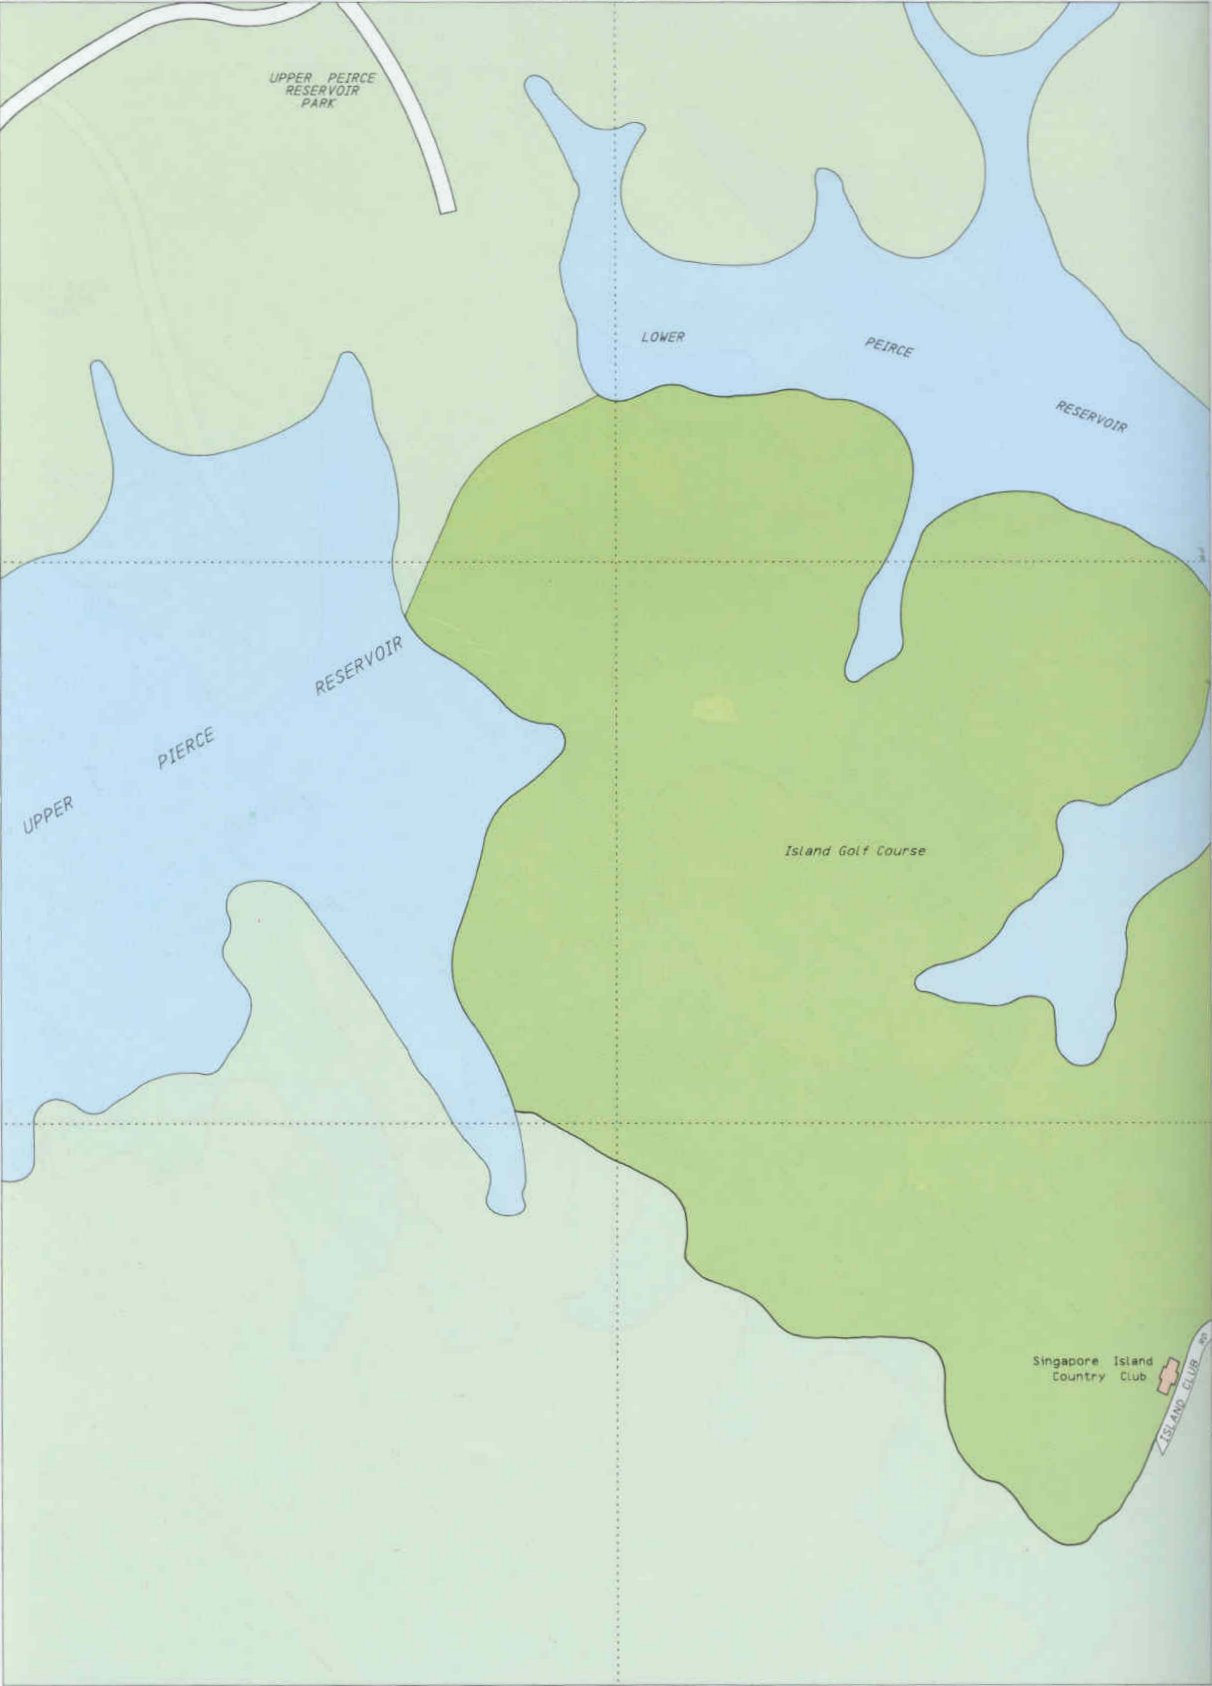 UPPER PEIRCE
RESERVOIR
PARK
LOWER
PEIRCE
RESERVOIR
UPPER
PIERCE
RESERVOIR
Island Golf Course
Singapore Island
Country Club
ISLAND CLUB RD